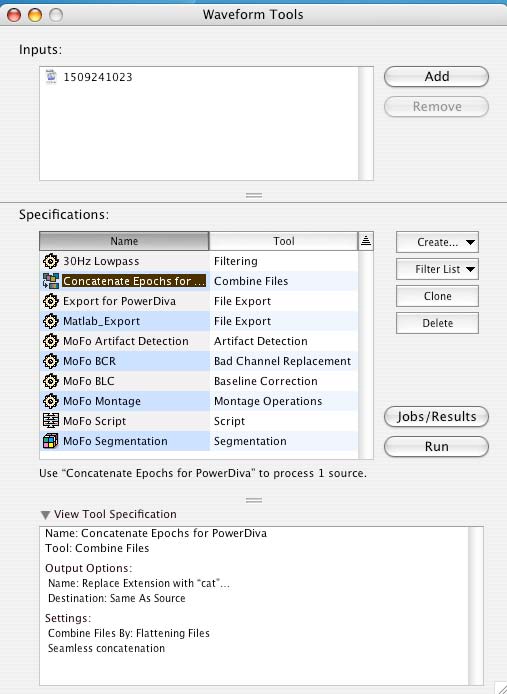 Waveform Tools
Inputs:
1509241023
Add
Remove
Specifications:
Name Tool
30Hz Lowpass Filtering
Concatenate Epochs for ... Combine Files
Export for PowerDiva File Export
Matlab_Export File Export
MoFo Artifact Detection Artifact Detection
MoFo BCR Bad Channel Replacement
MoFo BLC Baseline Correction
MoFo Montage Montage Operations
MoFo Script Script
MoFo Segmentation Segmentation
Create...
Filter List
Clone
Delete
Jobs/Results
Run
Use “Concatenate Epochs for PowerDiva” to process 1 source.
View Tool Specification
Name: Concatenate Epochs for PowerDiva
Tool: Combine Files
Output Options:
Name: Replace Extension with “cat”...
Destination: Same As Source
Settings:
Combine Files By: Flattening Files
Seamless concatenation